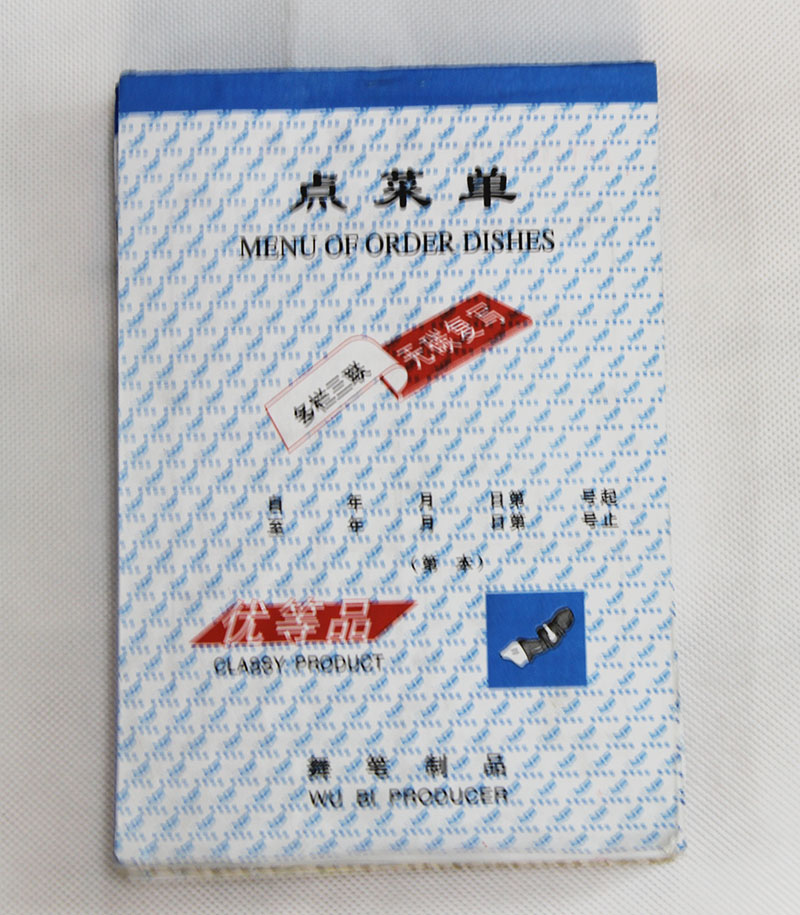 点菜单
MENU OF ORDER DISHES
无碳复写
多栏三联
自 年 月 日第 号起
至 年 月 日第 号止
(第 本)
优等品
CLASSY PRODUCT
舞笔制品
WU BI PRODUCER